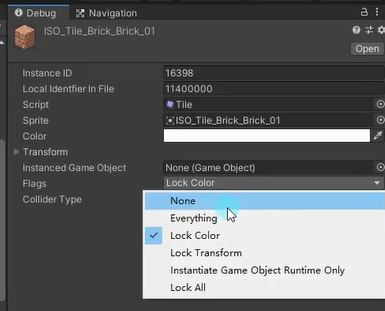 Debug Navigation
ISO_Tile_Brick_Brick_01
Open
Instance ID 16398
Local Identfier In File 11400000
Script Tile
Sprite ISO_Tile_Brick_Brick_01
Color
Transform
Instanced Game Object None (Game Object)
Flags Lock Color
Collider Type
None
Everything
Lock Color
Lock Transform
Instantiate Game Object Runtime Only
Lock All